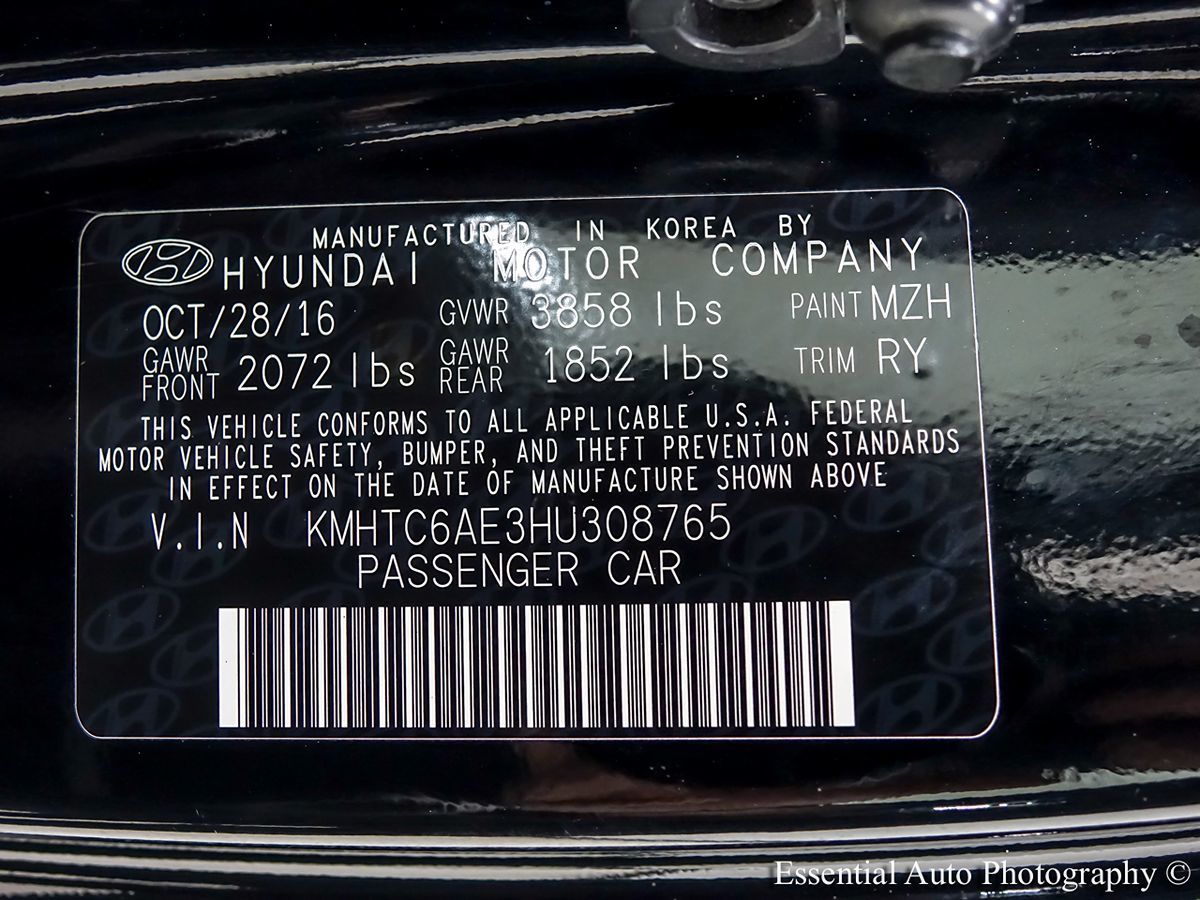 MANUFACTURED IN KOREA BY
HYUNDAI MOTOR COMPANY
OCT/28/16 GVWR 3858 lbs PAINT MZH
GAWR FRONT 2072 lbs GAWR REAR 1852 lbs TRIM RY
THIS VEHICLE CONFORMS TO ALL APPLICABLE U.S.A. FEDERAL
MOTOR VEHICLE SAFETY, BUMPER, AND THEFT PREVENTION STANDARDS
IN EFFECT ON THE DATE OF MANUFACTURE SHOWN ABOVE
V.I.N KMHTC6AE3HU308765
PASSENGER CAR
Essential Auto Photography ©